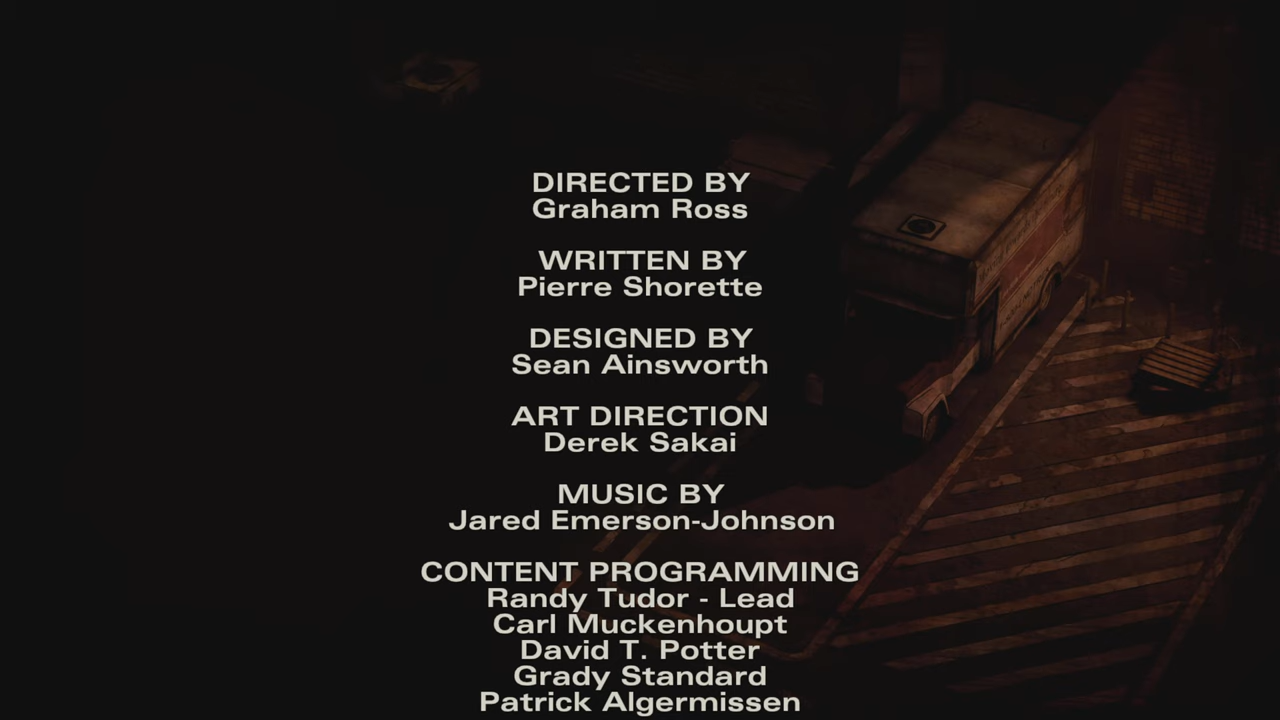 DIRECTED BY
Graham Ross
WRITTEN BY
Pierre Shorette
DESIGNED BY
Sean Ainsworth
ART DIRECTION
Derek Sakai
MUSIC BY
Jared Emerson-Johnson
CONTENT PROGRAMMING
Randy Tudor - Lead
Carl Muckenhoupt
David T. Potter
Grady Standard
Patrick Algermissen